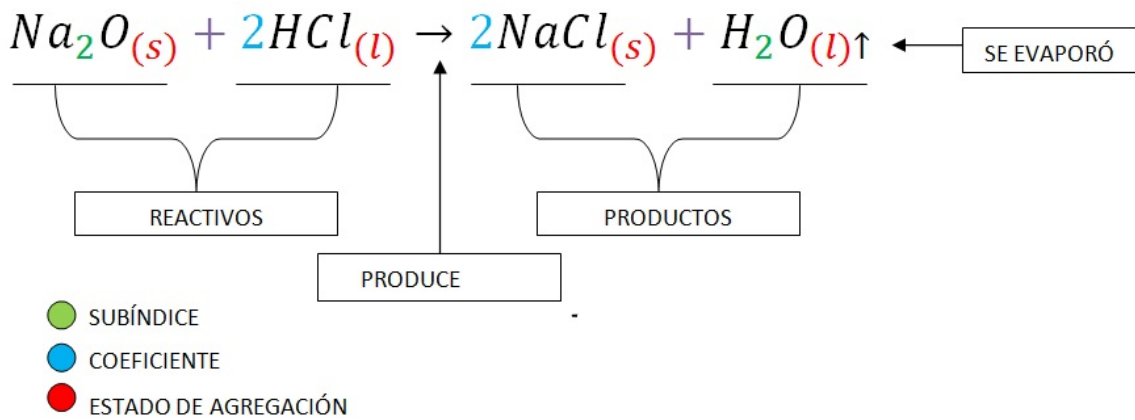 Na₂O(s) + 2HCl(l) → 2NaCl(s) + H₂O(l)↑
SE EVAPORÓ
REACTIVOS
PRODUCTOS
PRODUCE
-
SUBÍNDICE
COEFICIENTE
ESTADO DE AGREGACIÓN